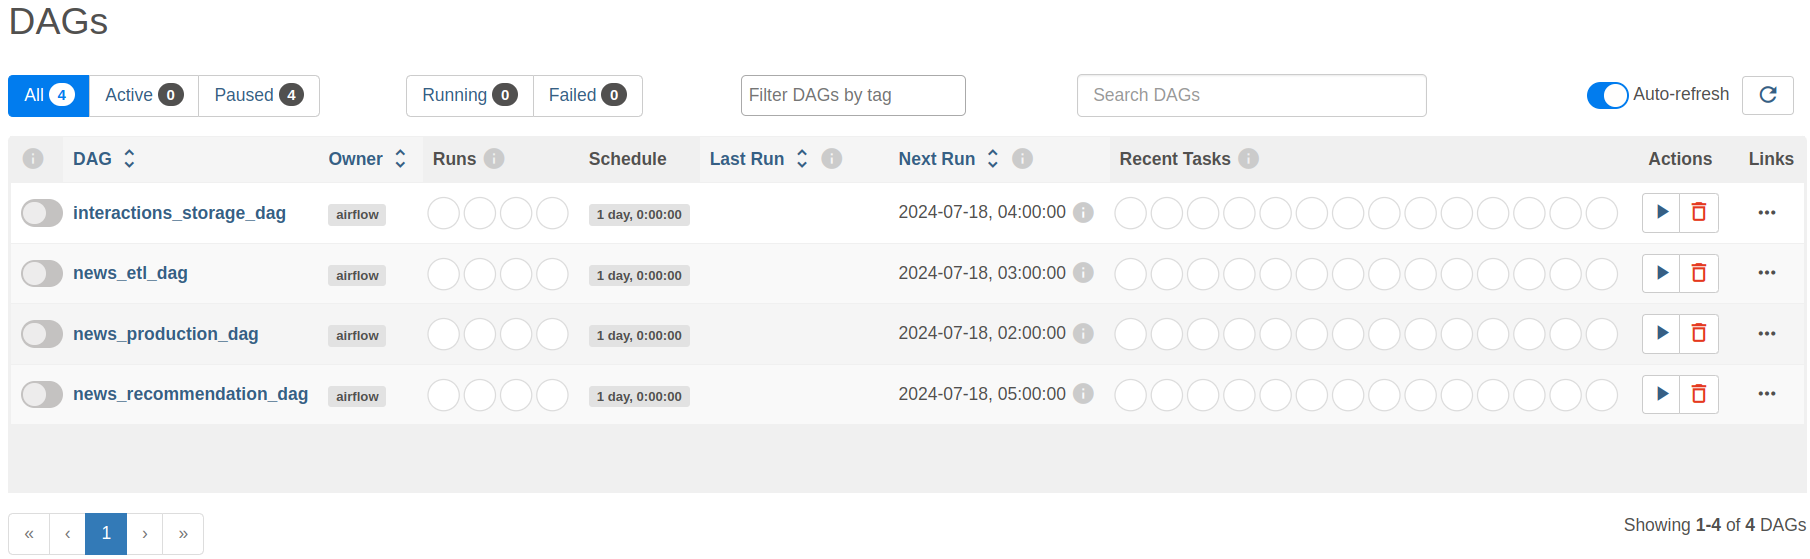 DAGs
All 4 Active 0 Paused 4 Running 0 Failed 0 Filter DAGs by tag Search DAGs Auto-refresh
DAG Owner Runs Schedule Last Run Next Run Recent Tasks Actions Links
interactions_storage_dag airflow 1 day, 0:00:00 2024-07-18, 04:00:00
news_etl_dag airflow 1 day, 0:00:00 2024-07-18, 03:00:00
news_production_dag airflow 1 day, 0:00:00 2024-07-18, 02:00:00
news_recommendation_dag airflow 1 day, 0:00:00 2024-07-18, 05:00:00
« ‹ 1 › » Showing 1-4 of 4 DAGs